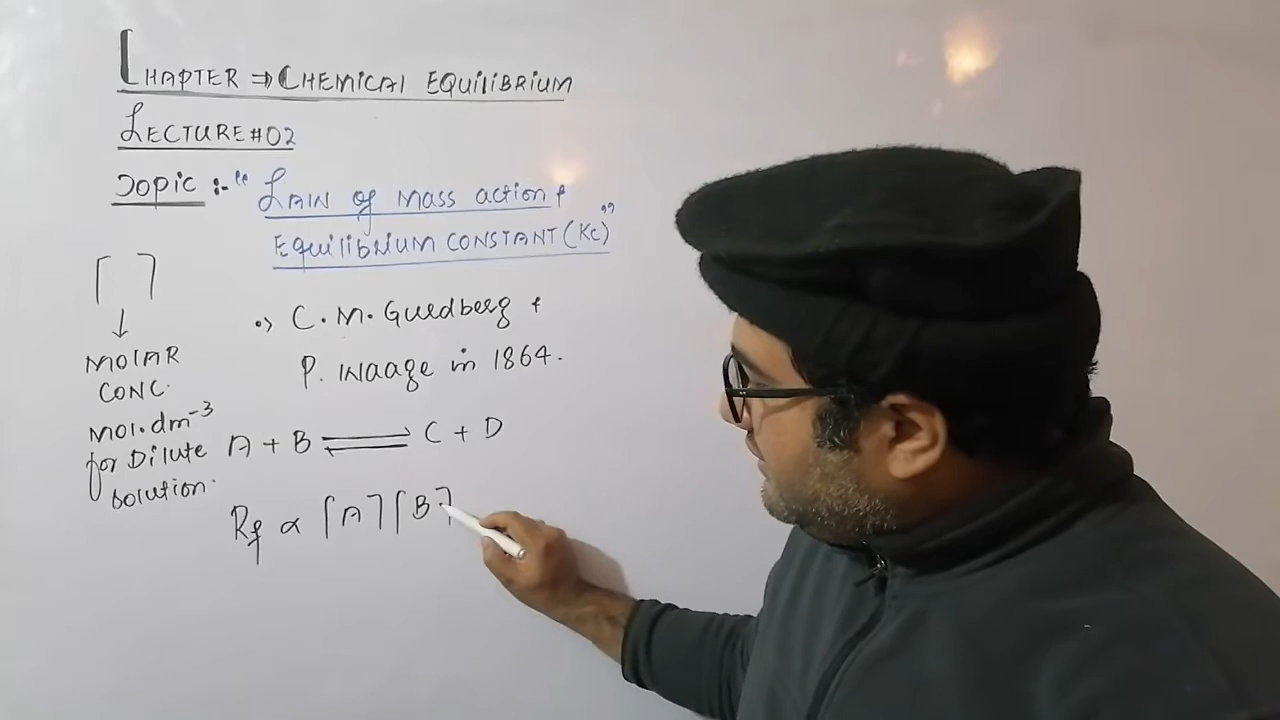 CHAPTER ⇒ CHEMICAL EQUILIBRIUM
LECTURE#02
TOPIC :- " LAW OF MASS ACTION &
EQUILIBRIUM CONSTANT (Kc) "
[ ]
↓
MOLAR
CONC.
MOL.dm⁻³
for Dilute
Solution.
•› C. M. Guldberg &
P. Waage in 1864.
A + B ⇌ C + D
Rf ∝ [A] [B]